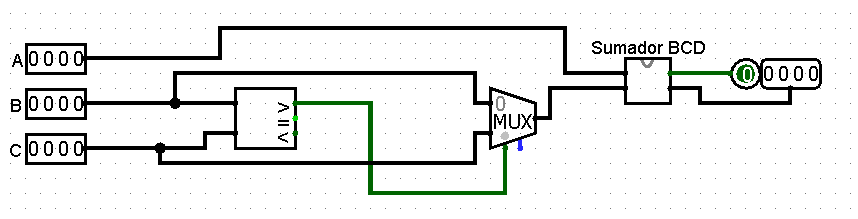 Sumador BCD
A 0000
0 0000
B 0000
0
> = <
MUX
C 0000